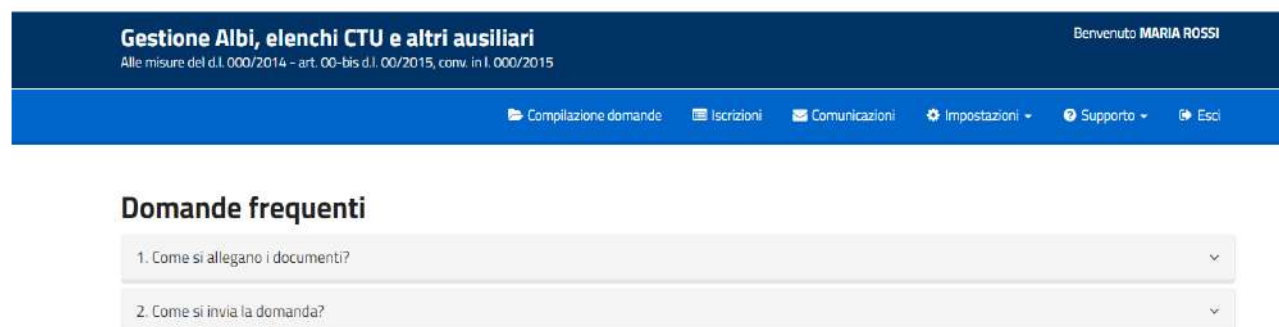 Gestione Albi, elenchi CTU e altri ausiliari
Benvenuto MARIA ROSSI
Alle misure del d.l. 000/2014 - art. 00-bis d.l. 00/2015, conv. in l. 000/2015
Compilazione domande Iscrizioni Comunicazioni Impostazioni Supporto Esci
Domande frequenti
1. Come si allegano i documenti?
2. Come si invia la domanda?